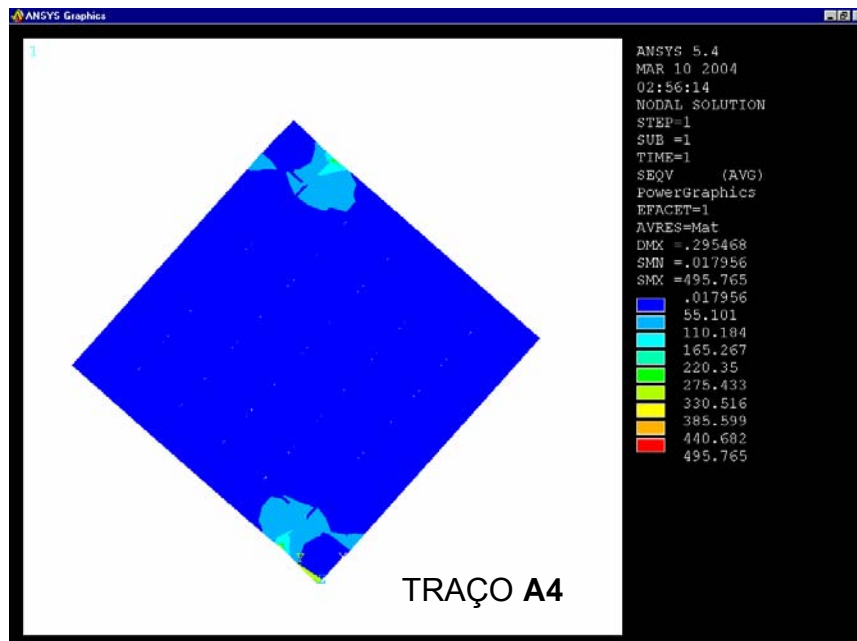 ANSYS Graphics
1
ANSYS 5.4
MAR 10 2004
02:56:14
NODAL SOLUTION
STEP=1
SUB =1
TIME=1
SEQV (AVG)
PowerGraphics
EFACET=1
AVRES=Mat
DMX =.295468
SMN =.017956
SMX =495.765
.017956
55.101
110.184
165.267
220.35
275.433
330.516
385.599
440.682
495.765
TRAÇO A4